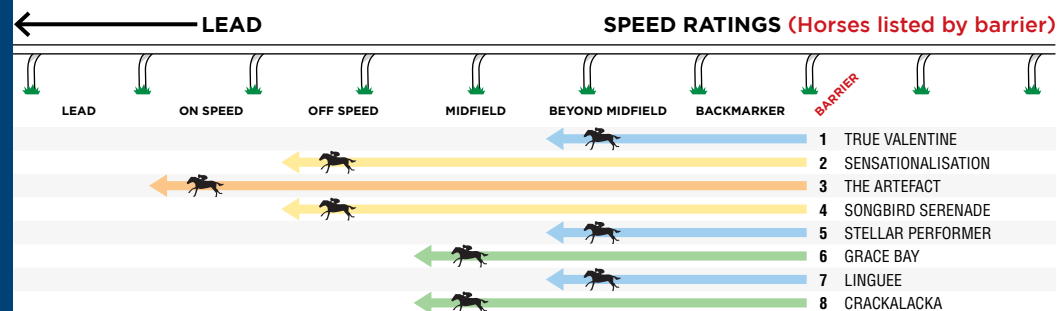 LEAD SPEED RATINGS (Horses listed by barrier)
LEAD ON SPEED OFF SPEED MIDFIELD BEYOND MIDFIELD BACKMARKER BARRIER
1 TRUE VALENTINE
2 SENSATIONALISATION
3 THE ARTEFACT
4 SONGBIRD SERENADE
5 STELLAR PERFORMER
6 GRACE BAY
7 LINGUEE
8 CRACKALACKA